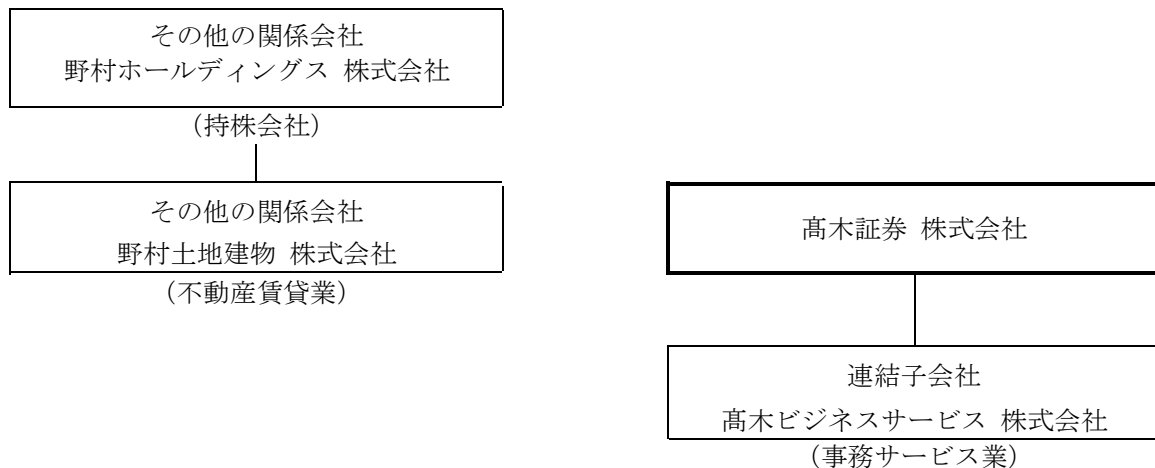 その他の関係会社
野村ホールディングス 株式会社
(持株会社)
その他の関係会社
野村土地建物 株式会社
(不動産賃貸業)
髙木証券 株式会社
連結子会社
髙木ビジネスサービス 株式会社
(事務サービス業)